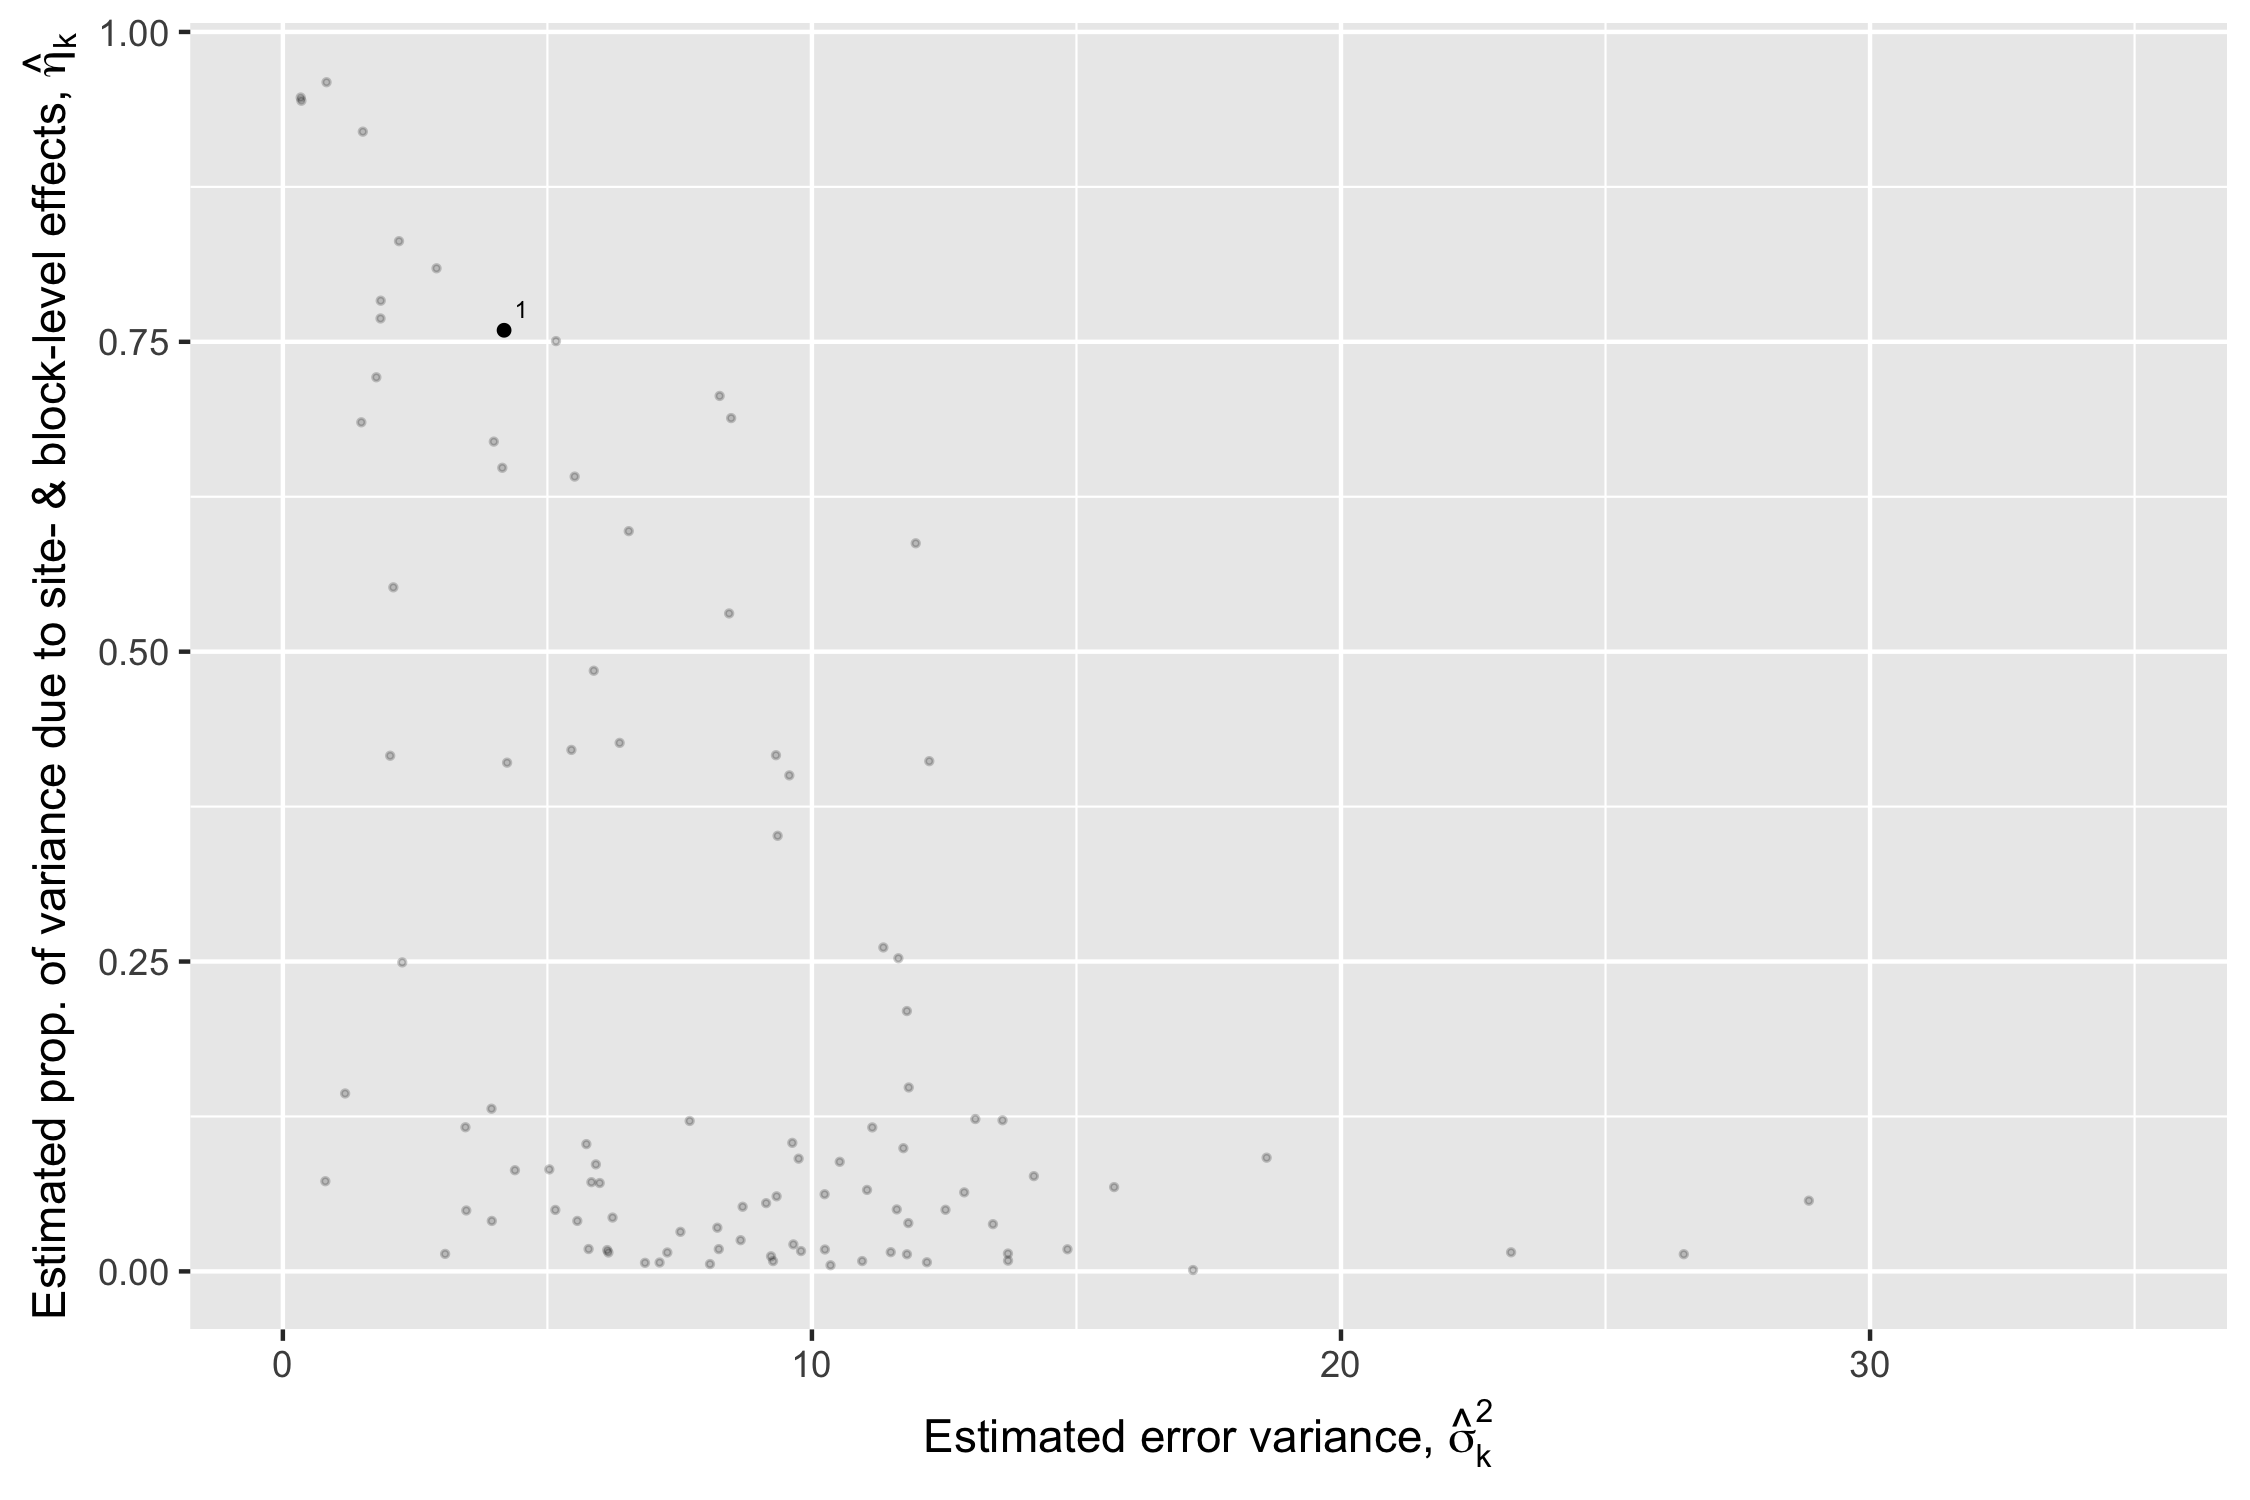 Estimated prop. of variance due to site- & block-level effects, η̂ₖ
1.00
0.75
0.50
0.25
0.00
1
0 10 20 30
Estimated error variance, σ̂ₖ²